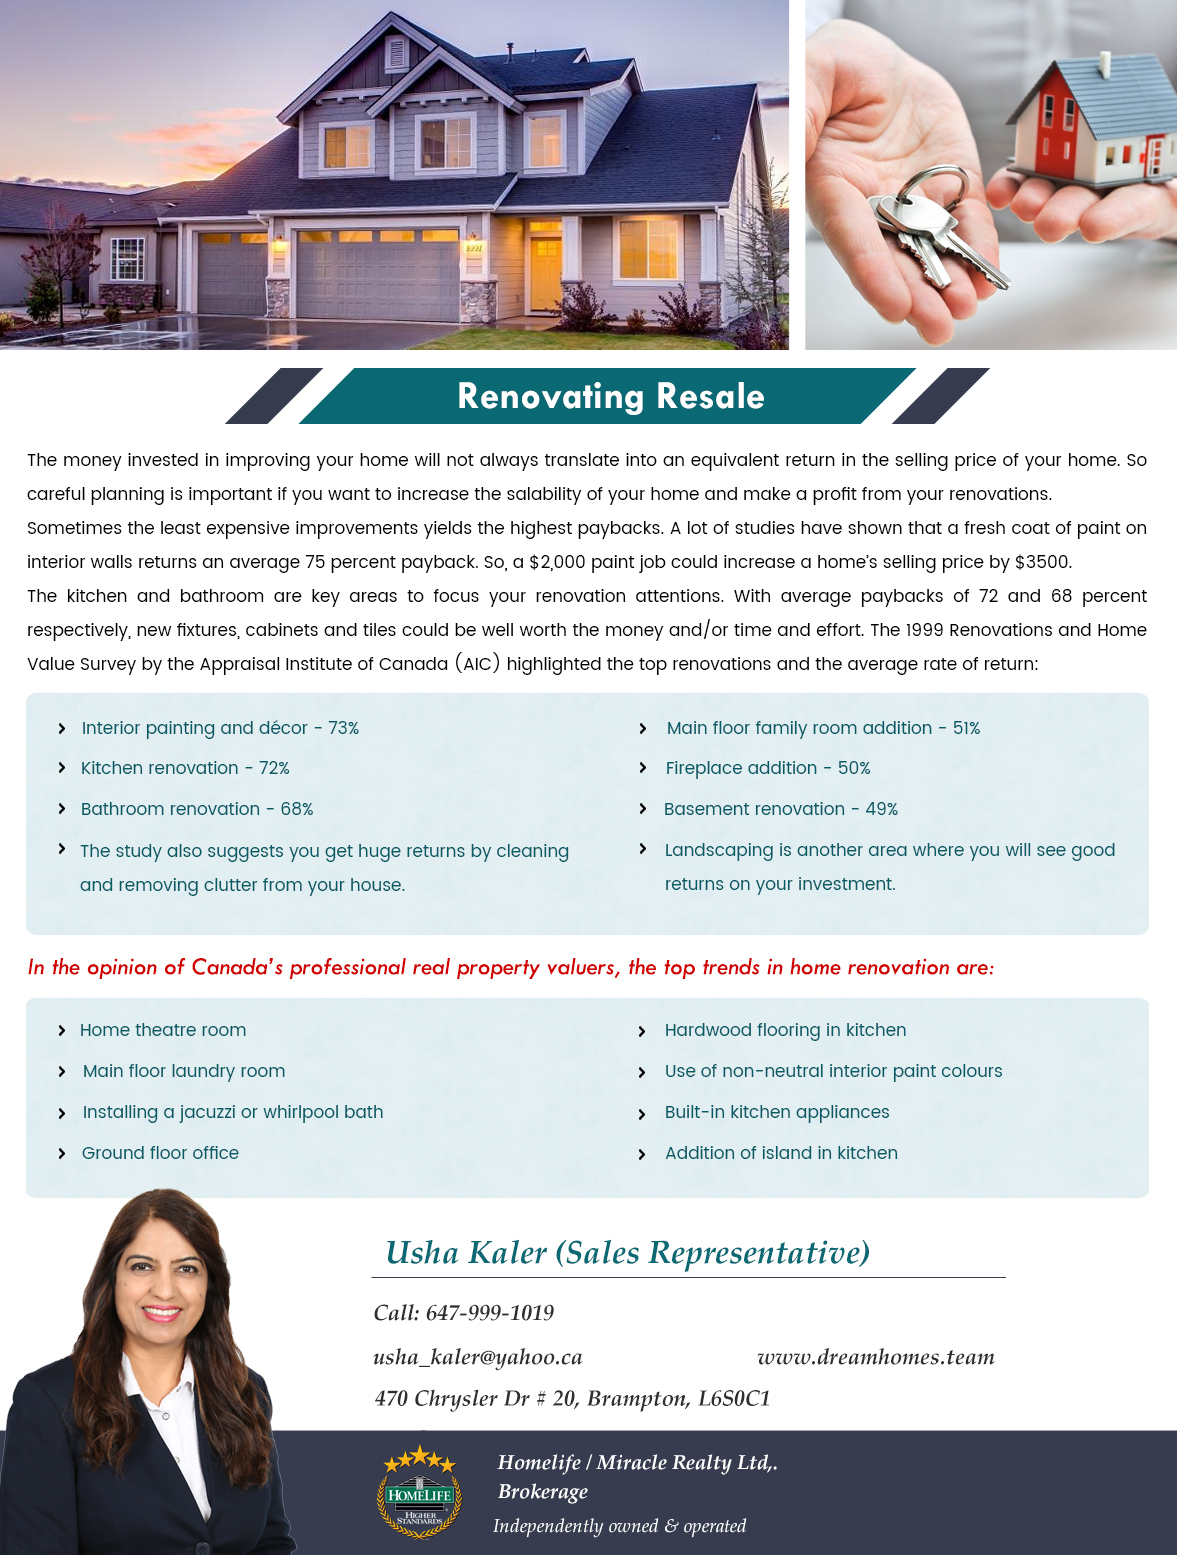 Renovating Resale
The money invested in improving your home will not always translate into an equivalent return in the selling price of your home. So
careful planning is important if you want to increase the salability of your home and make a profit from your renovations.
Sometimes the least expensive improvements yields the highest paybacks. A lot of studies have shown that a fresh coat of paint on
interior walls returns an average 75 percent payback. So, a $2,000 paint job could increase a home's selling price by $3500.
The kitchen and bathroom are key areas to focus your renovation attentions. With average paybacks of 72 and 68 percent
respectively, new fixtures, cabinets and tiles could be well worth the money and/or time and effort. The 1999 Renovations and Home
Value Survey by the Appraisal Institute of Canada (AIC) highlighted the top renovations and the average rate of return:
Interior painting and décor - 73%
Kitchen renovation - 72%
Bathroom renovation - 68%
The study also suggests you get huge returns by cleaning
and removing clutter from your house.
Main floor family room addition - 51%
Fireplace addition - 50%
Basement renovation - 49%
Landscaping is another area where you will see good
returns on your investment.
In the opinion of Canada's professional real property valuers, the top trends in home renovation are:
Home theatre room
Main floor laundry room
Installing a jacuzzi or whirlpool bath
Ground floor office
Hardwood flooring in kitchen
Use of non-neutral interior paint colours
Built-in kitchen appliances
Addition of island in kitchen
Usha Kaler (Sales Representative)
Call: 647-999-1019
usha_kaler@yahoo.ca
www.dreamhomes.team
470 Chrysler Dr # 20, Brampton, L6S0C1
HOMELIFE
HIGHER
STANDARDS
Homelife / Miracle Realty Ltd,.
Brokerage
Independently owned & operated